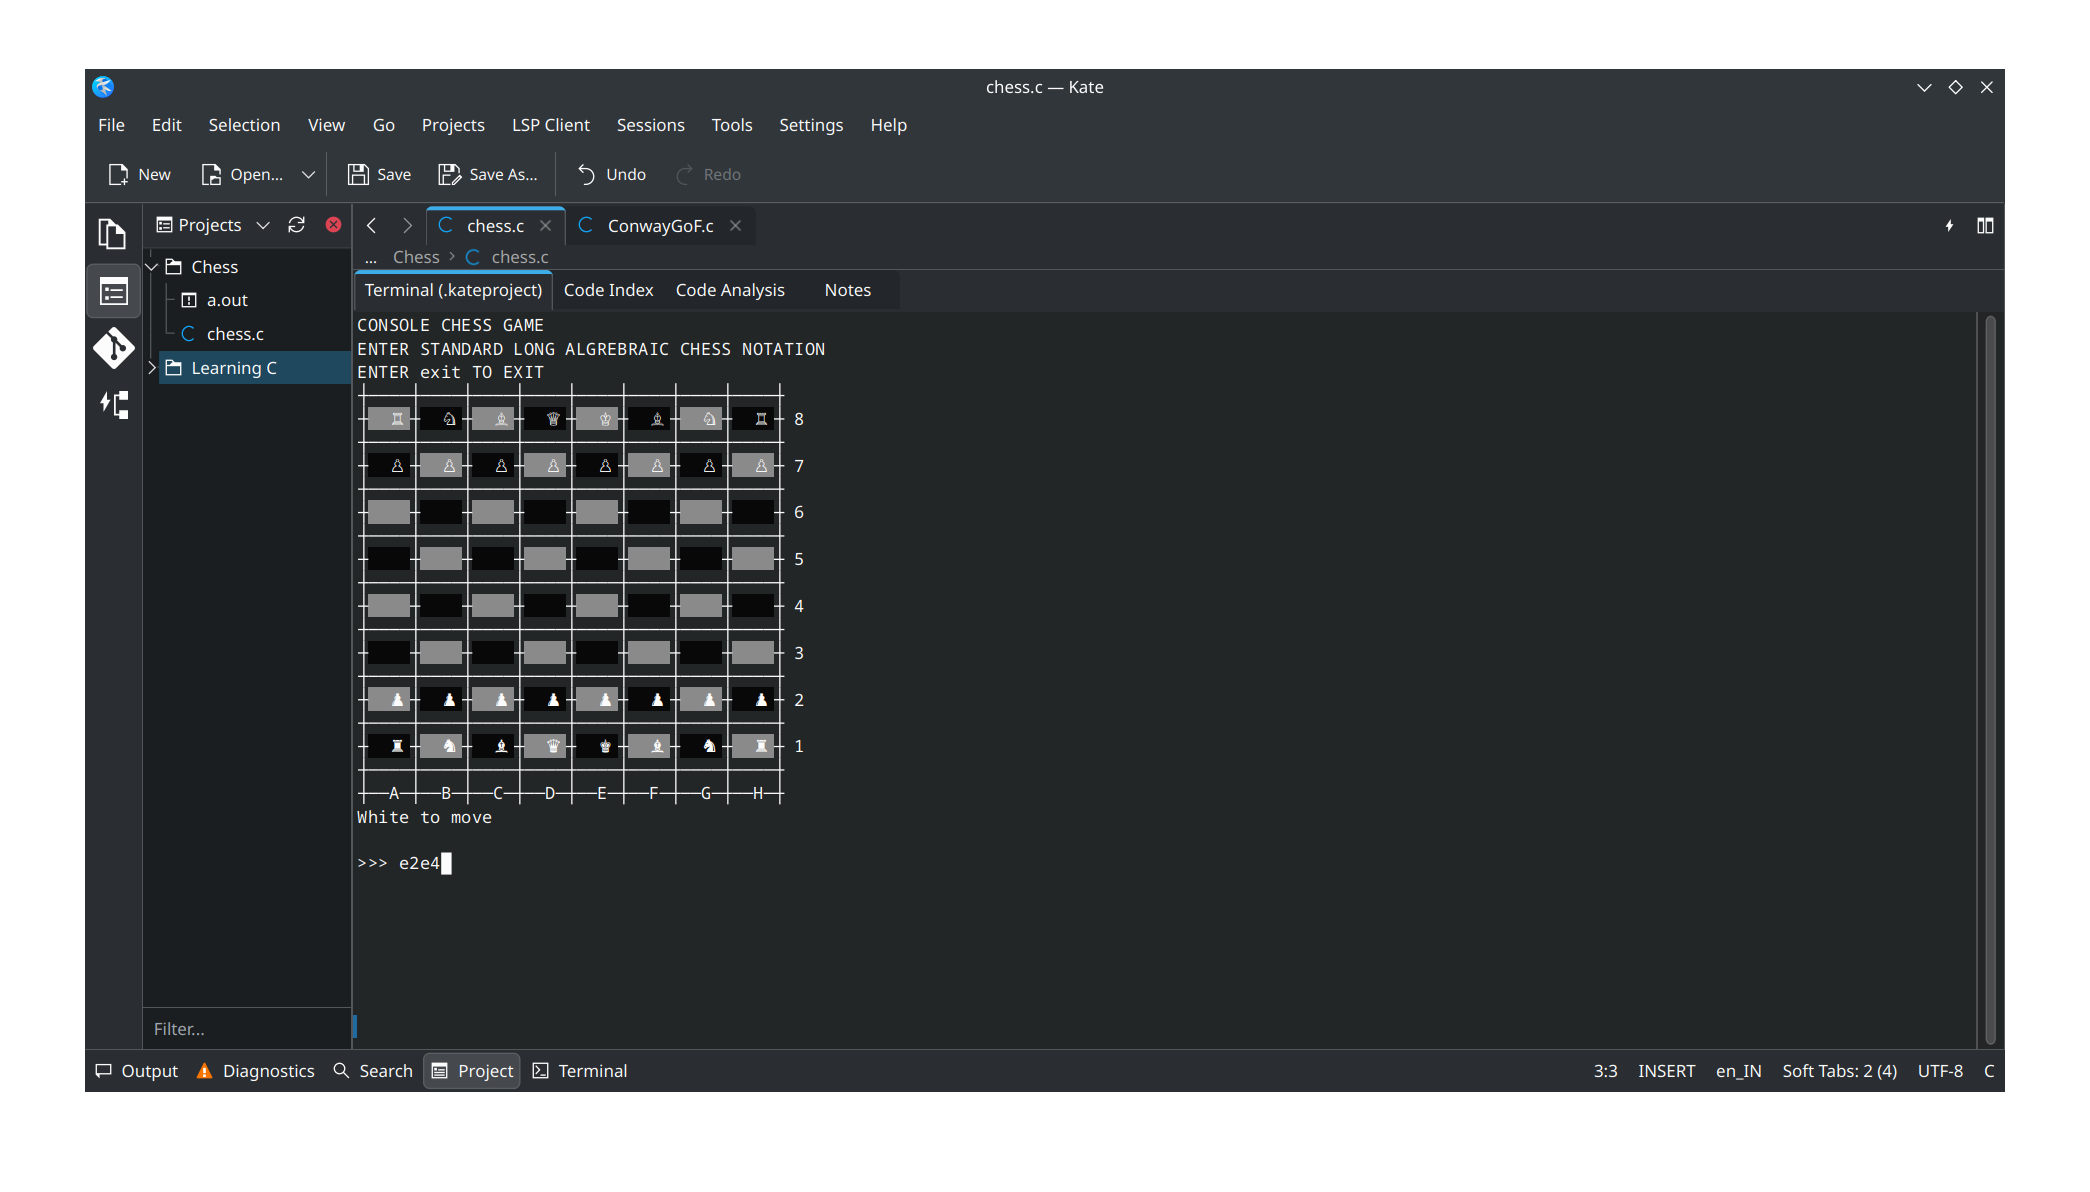 chess.c — Kate
File Edit Selection View Go Projects LSP Client Sessions Tools Settings Help
New Open... Save Save As... Undo Redo
Projects chess.c ConwayGoF.c
... Chess > chess.c
Chess
a.out
chess.c
Learning C
Filter...
Terminal (.kateproject) Code Index Code Analysis Notes
CONSOLE CHESS GAME
ENTER STANDARD LONG ALGREBRAIC CHESS NOTATION
ENTER exit TO EXIT
♖ ♘ ♗ ♕ ♔ ♗ ♘ ♖ 8
♙ ♙ ♙ ♙ ♙ ♙ ♙ ♙ 7
6
5
4
3
♟ ♟ ♟ ♟ ♟ ♟ ♟ ♟ 2
♜ ♞ ♝ ♛ ♚ ♝ ♞ ♜ 1
A B C D E F G H
White to move
>>> e2e4
Output Diagnostics Search Project Terminal 3:3 INSERT en_IN Soft Tabs: 2 (4) UTF-8 C